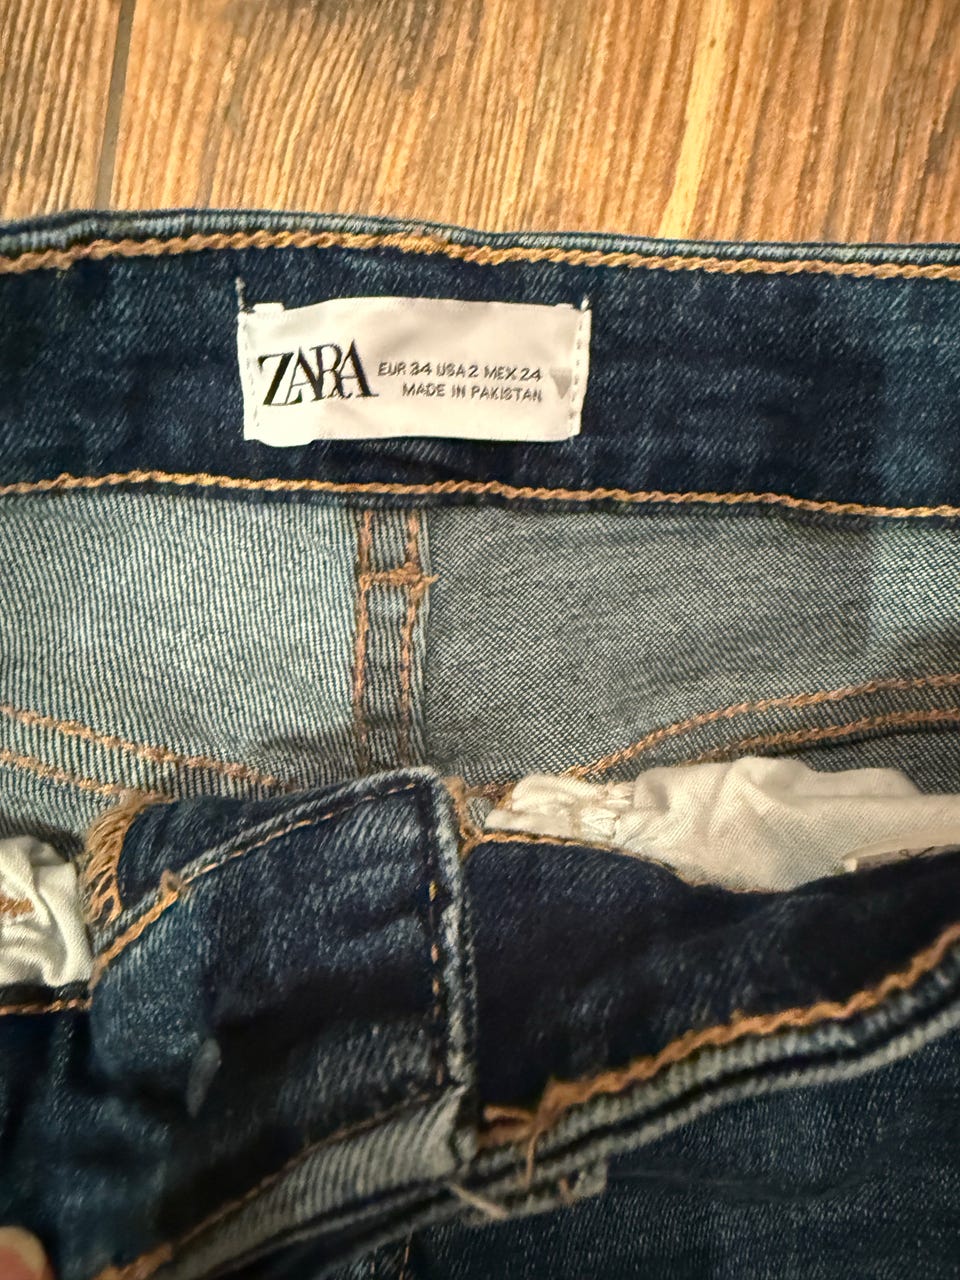 ZARA
EUR 34 USA 2 MEX 24
MADE IN PAKISTAN